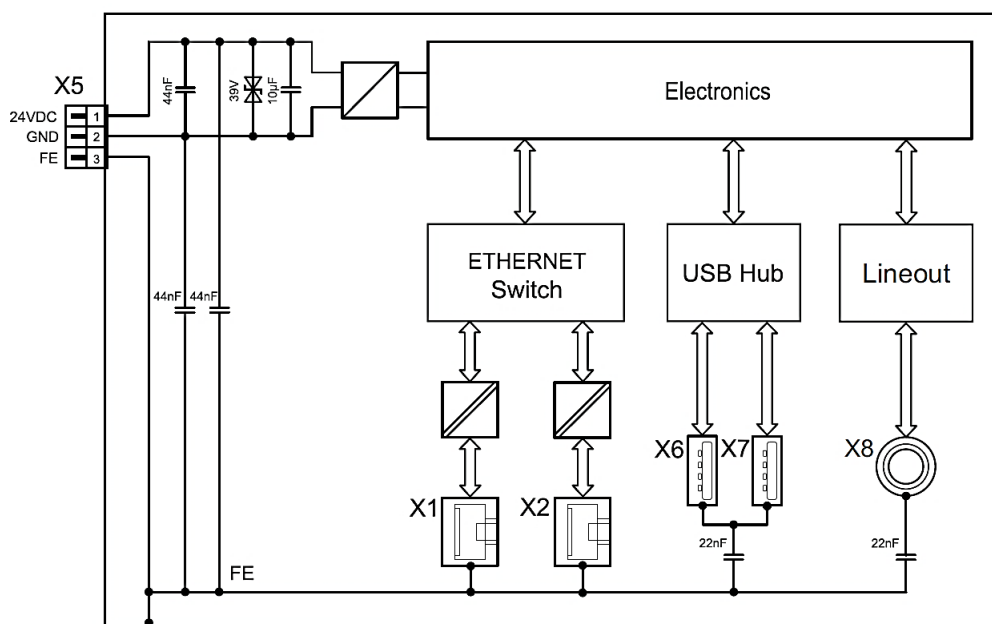 X5
24VDC
1
GND
2
FE
3
44nF
39V
10µF
Electronics
ETHERNET
Switch
USB Hub
Lineout
44nF
44nF
X6
X7
X8
X1
X2
22nF
22nF
FE